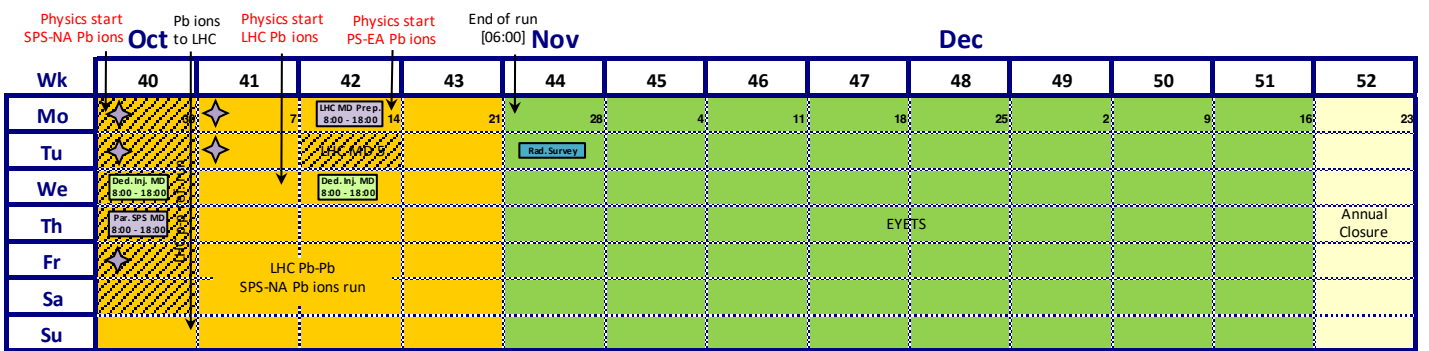 Physics start
SPS-NA Pb ions
Oct
Pb ions
to LHC
Physics start
LHC Pb ions
Physics start
PS-EA Pb ions
End of run
[06:00]
Nov
Dec
Wk 40 41 42 43 44 45 46 47 48 49 50 51 52
Mo 30 7 LHC MD Prep. 14 21 28 4 11 18 25 2 9 16 23
8:00 - 18:00
Tu LHC MD 5 Rad. Survey
We Ded. Inj. MD Ded. Inj. MD
8:00 - 18:00 8:00 - 18:00
Th Par. SPS MD EYETS Annual
8:00 - 18:00 Closure
Fr LHC Pb-Pb
SPS-NA Pb ions run
Sa
Su